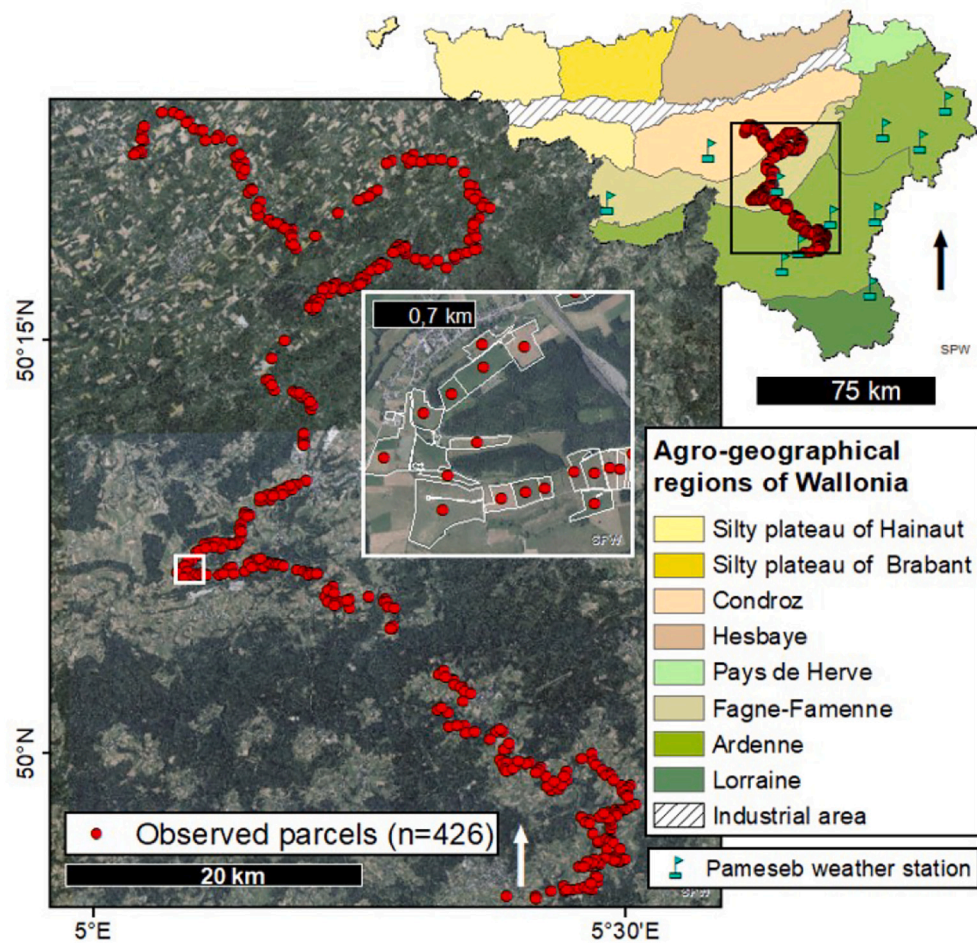 SPW
75 km
50°15'N
0,7 km
SPW
Agro-geographical
regions of Wallonia
Silty plateau of Hainaut
Silty plateau of Brabant
Condroz
Hesbaye
Pays de Herve
Fagne-Famenne
Ardenne
Lorraine
Industrial area
Pameseb weather station
50°N
Observed parcels (n=426)
20 km
SPW
5°E
5°30'E